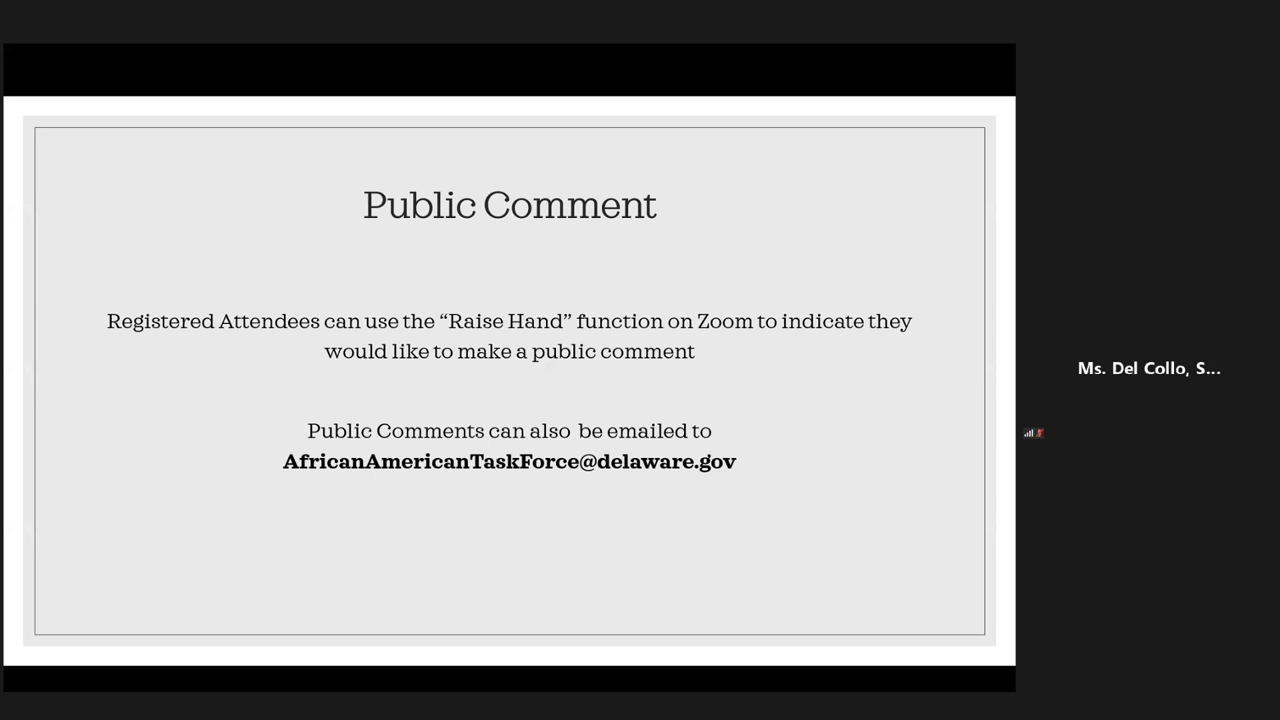 Public Comment
Registered Attendees can use the “Raise Hand” function on Zoom to indicate they
would like to make a public comment
Public Comments can also  be emailed to
AfricanAmericanTaskForce@delaware.gov
Ms. Del Collo, S...